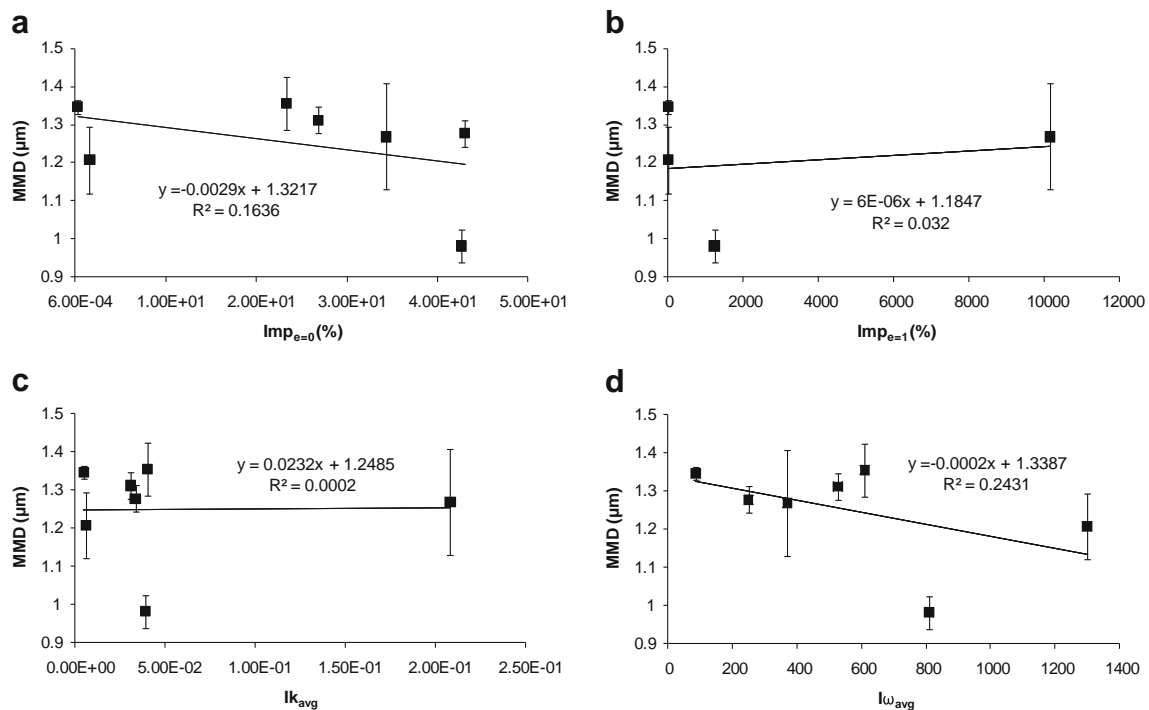 a
1.5
1.4
1.3
1.2
1.1
1
0.9
MMD (µm)
y =-0.0029x + 1.3217
R² = 0.1636
6.00E-04 1.00E+01 2.00E+01 3.00E+01 4.00E+01 5.00E+01
Imp e=0 (%)
b
1.5
1.4
1.3
1.2
1.1
1
0.9
MMD (µm)
y = 6E-06x + 1.1847
R² = 0.032
0 2000 4000 6000 8000 10000 12000
Imp e=1 (%)
c
1.5
1.4
1.3
1.2
1.1
1
0.9
MMD (µm)
y = 0.0232x + 1.2485
R² = 0.0002
0.00E+00 5.00E-02 1.00E-01 1.50E-01 2.00E-01 2.50E-01
Ik avg
d
1.5
1.4
1.3
1.2
1.1
1
0.9
MMD (µm)
y =-0.0002x + 1.3387
R² = 0.2431
0 200 400 600 800 1000 1200 1400
Iω avg